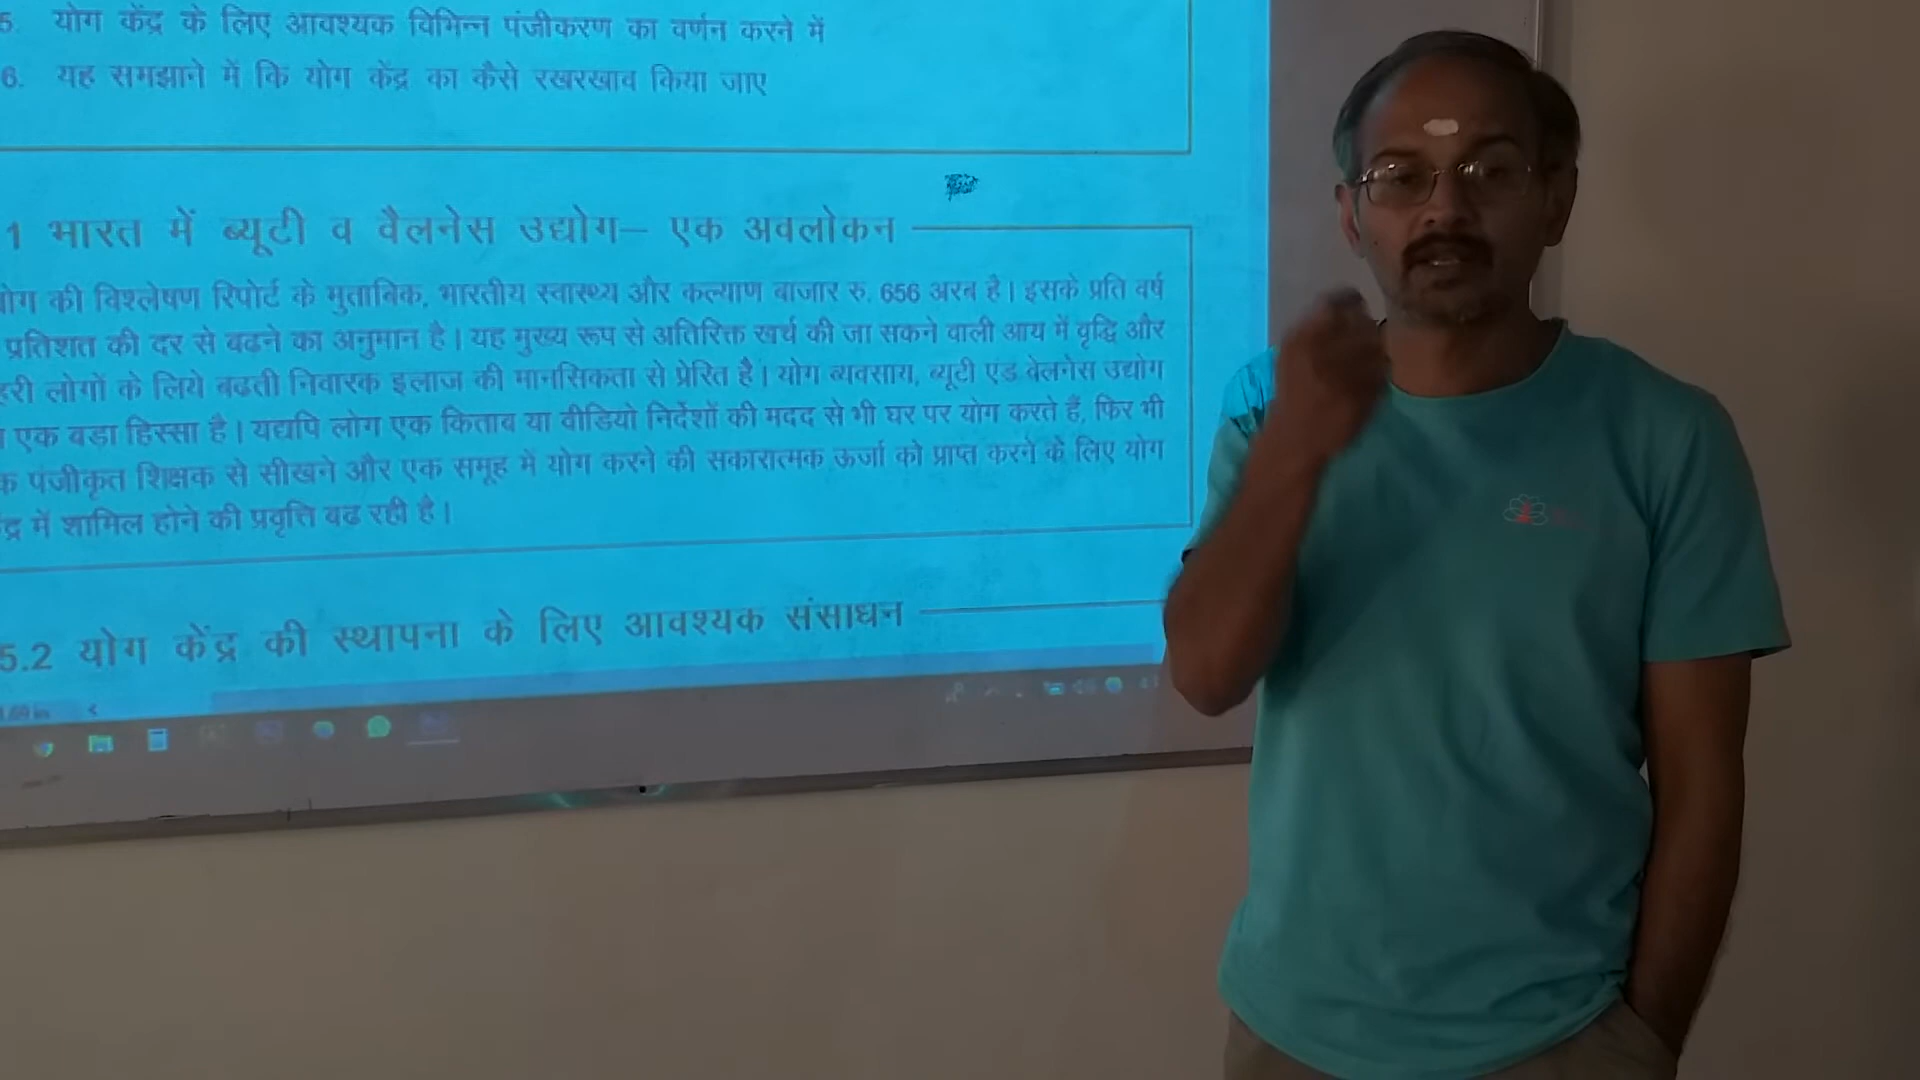 5. योग केंद्र के लिए आवश्यक विभिन्न पंजीकरण का वर्णन करने में
6. यह समझाने में कि योग केंद्र का कैसे रखरखाव किया जाए
1 भारत में ब्यूटी व वैलनेस उद्योग– एक अवलोकन
की विश्लेषण रिपोर्ट के मुताबिक, भारतीय स्वास्थ्य और कल्याण बाजार रु. 656 अरब है। इसके प्रति वर्ष
प्रतिशत की दर से बढने का अनुमान है। यह मुख्य रूप से अतिरिक्त खर्च की जा सकने वाली आय में वृद्धि और
लोगों के लिये बढती निवारक इलाज की मानसिकता से प्रेरित है। योग व्यवसाय, ब्यूटी एंड वेलनेस उद्योग
एक बडा हिस्सा है। यद्यपि लोग एक किताब या वीडियो निर्देशों की मदद से भी घर पर योग करते हैं, फिर भी
पंजीकृत शिक्षक से सीखने और एक समूह में योग करने की सकारात्मक ऊर्जा को प्राप्त करने के लिए योग
में शामिल होने की प्रवृत्ति बढ रही है।
5.2 योग केंद्र की स्थापना के लिए आवश्यक संसाधन